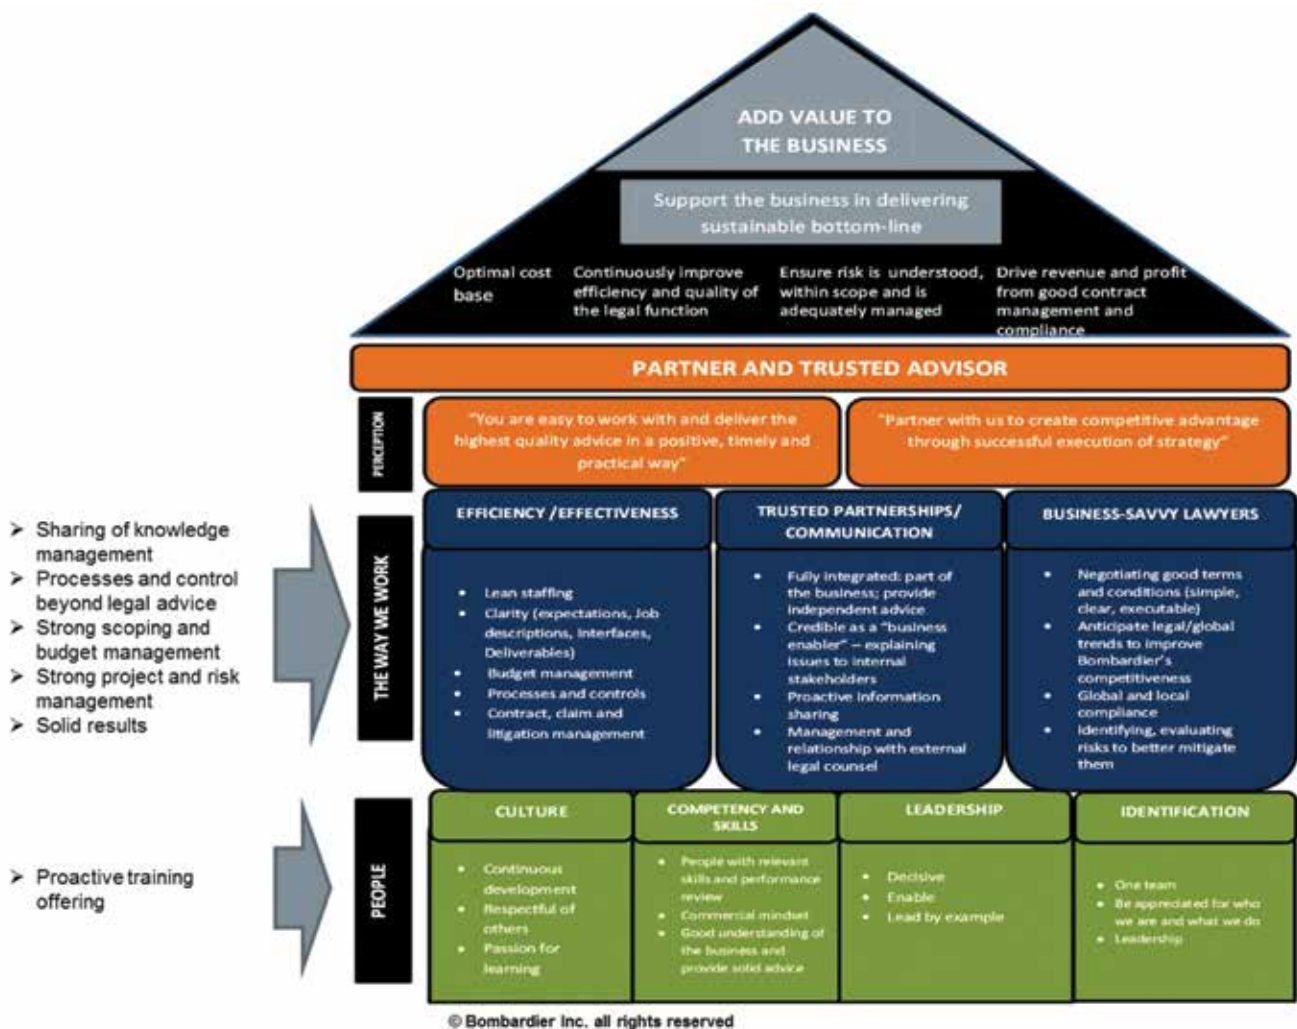 ADD VALUE TO
THE BUSINESS
Support the business in delivering
sustainable bottom-line
Optimal cost
base
Continuously improve
efficiency and quality of
the legal function
Ensure risk is understood,
within scope and is
adequately managed
Drive revenue and profit
from good contract
management and
compliance
PARTNER AND TRUSTED ADVISOR
PERCEPTION
"You are easy to work with and deliver the
highest quality advice in a positive, timely and
practical way"
"Partner with us to create competitive advantage
through successful execution of strategy"
➢ Sharing of knowledge
management
➢ Processes and control
beyond legal advice
➢ Strong scoping and
budget management
➢ Strong project and risk
management
➢ Solid results
THE WAY WE WORK
EFFICIENCY /EFFECTIVENESS
• Lean staffing
• Clarity (expectations, Job
descriptions, Interfaces,
Deliverables)
• Budget management
• Processes and controls
• Contract, claim and
litigation management
TRUSTED PARTNERSHIPS/
COMMUNICATION
• Fully integrated: part of
the business; provide
independent advice
• Credible as a "business
enabler" – explaining
issues to internal
stakeholders
• Proactive information
sharing
• Management and
relationship with external
legal counsel
BUSINESS-SAVVY LAWYERS
• Negotiating good terms
and conditions (simple,
clear, executable)
• Anticipate legal/global
trends to improve
Bombardier's
competitiveness
• Global and local
compliance
• Identifying, evaluating
risks to better mitigate
them
➢ Proactive training
offering
PEOPLE
CULTURE
• Continuous
development
• Respectful of
others
• Passion for
learning
COMPETENCY AND
SKILLS
• People with relevant
skills and performance
review
• Commercial mindset
• Good understanding of
the business and
provide solid advice
LEADERSHIP
• Decisive
• Enable
• Lead by example
IDENTIFICATION
• One team
• Be appreciated for who
we are and what we do
• Leadership
© Bombardier Inc. all rights reserved